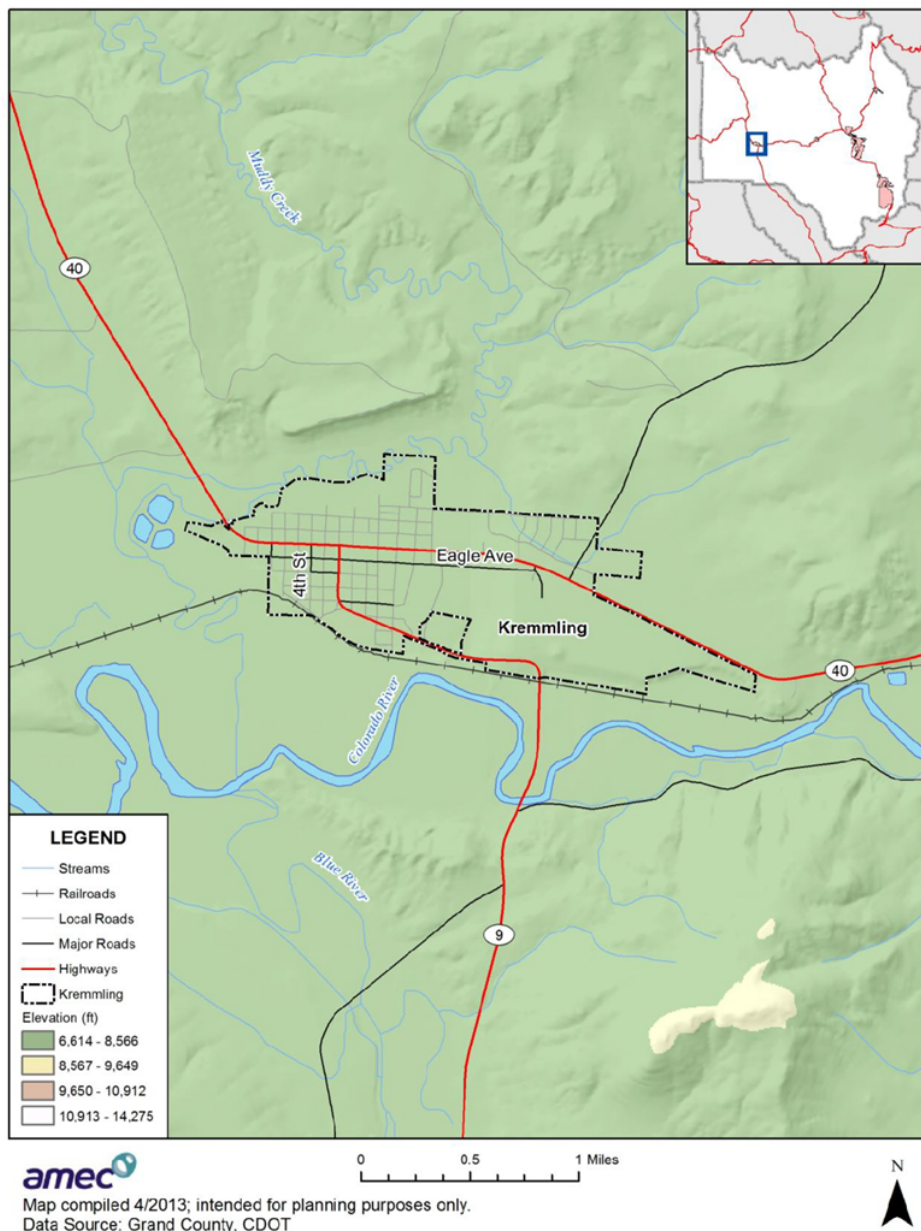 40
Muddy Creek
Eagle Ave
4th St
Kremmling
40
Colorado River
Blue River
9
LEGEND
Streams
Railroads
Local Roads
Major Roads
Highways
Kremmling
Elevation (ft)
6,614 - 8,566
8,567 - 9,649
9,650 - 10,912
10,913 - 14,275
amec
0 0.5 1 Miles
N
Map compiled 4/2013; intended for planning purposes only.
Data Source: Grand County, CDOT